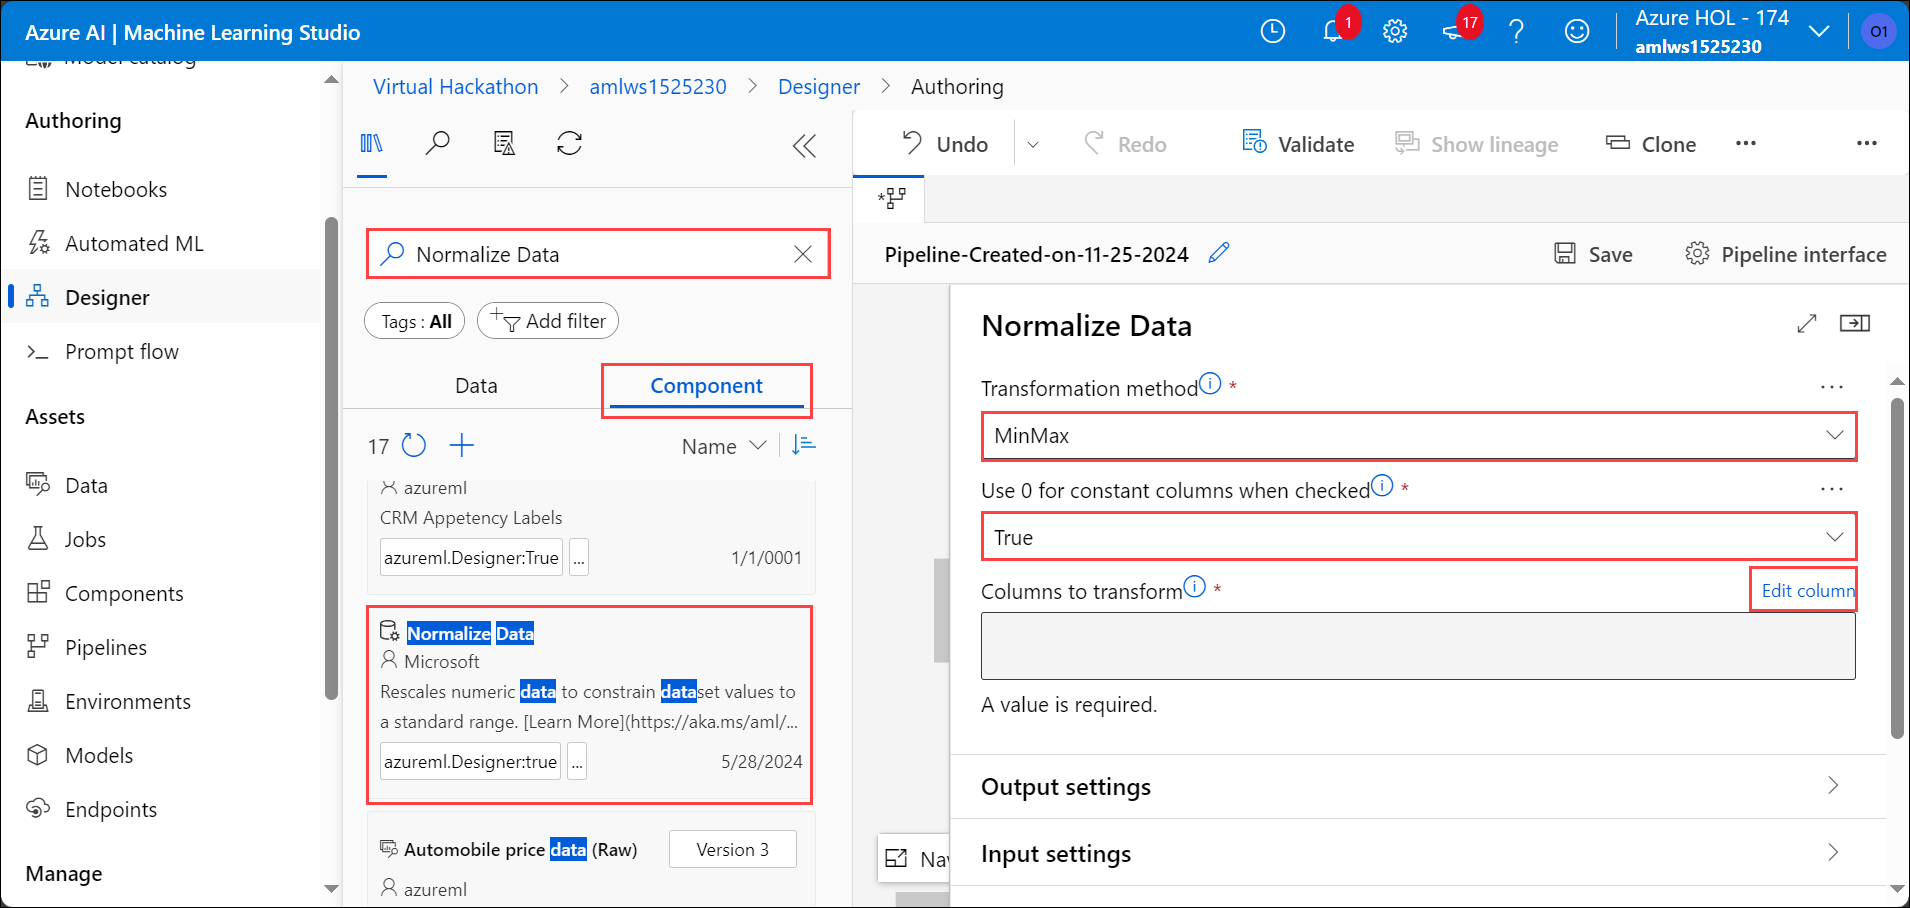 Azure AI | Machine Learning Studio
1
17
Azure HOL - 174
amlws1525230
O1
Model catalog
Authoring
Notebooks
Automated ML
Designer
Prompt flow
Assets
Data
Jobs
Components
Pipelines
Environments
Models
Endpoints
Manage
Virtual Hackathon > amlws1525230 > Designer > Authoring
Normalize Data
Tags : All
Add filter
Data
Component
17
Name
azureml
CRM Appetency Labels
azureml.Designer:True
...
1/1/0001
Normalize Data
Microsoft
Rescales numeric data to constrain dataset values to
a standard range. [Learn More](https://aka.ms/aml/...
azureml.Designer:true
...
5/28/2024
Automobile price data (Raw)
Version 3
azureml
Undo
Redo
Validate
Show lineage
Clone
...
...
Pipeline-Created-on-11-25-2024
Save
Pipeline interface
Nav
Normalize Data
Transformation method *
...
MinMax
Use 0 for constant columns when checked *
...
True
Columns to transform *
Edit column
A value is required.
Output settings
Input settings